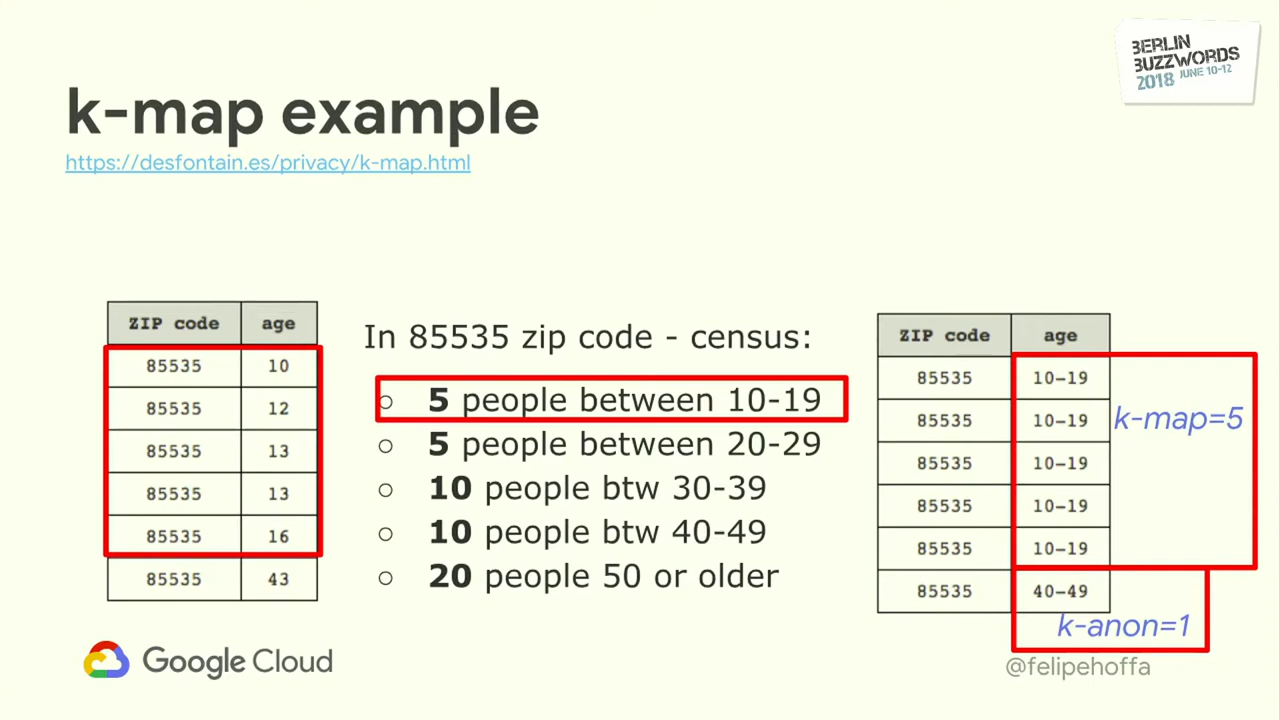 BERLIN
BUZZWORDS
2018 JUNE 10-12
k-map example
https://desfontain.es/privacy/k-map.html
ZIP code age
85535 10
85535 12
85535 13
85535 13
85535 16
85535 43
In 85535 zip code - census:
○ 5 people between 10-19
○ 5 people between 20-29
○ 10 people btw 30-39
○ 10 people btw 40-49
○ 20 people 50 or older
ZIP code age
85535 10-19
85535 10-19
85535 10-19
85535 10-19
85535 10-19
85535 40-49
k-map=5
k-anon=1
Google Cloud
@felipehoffa